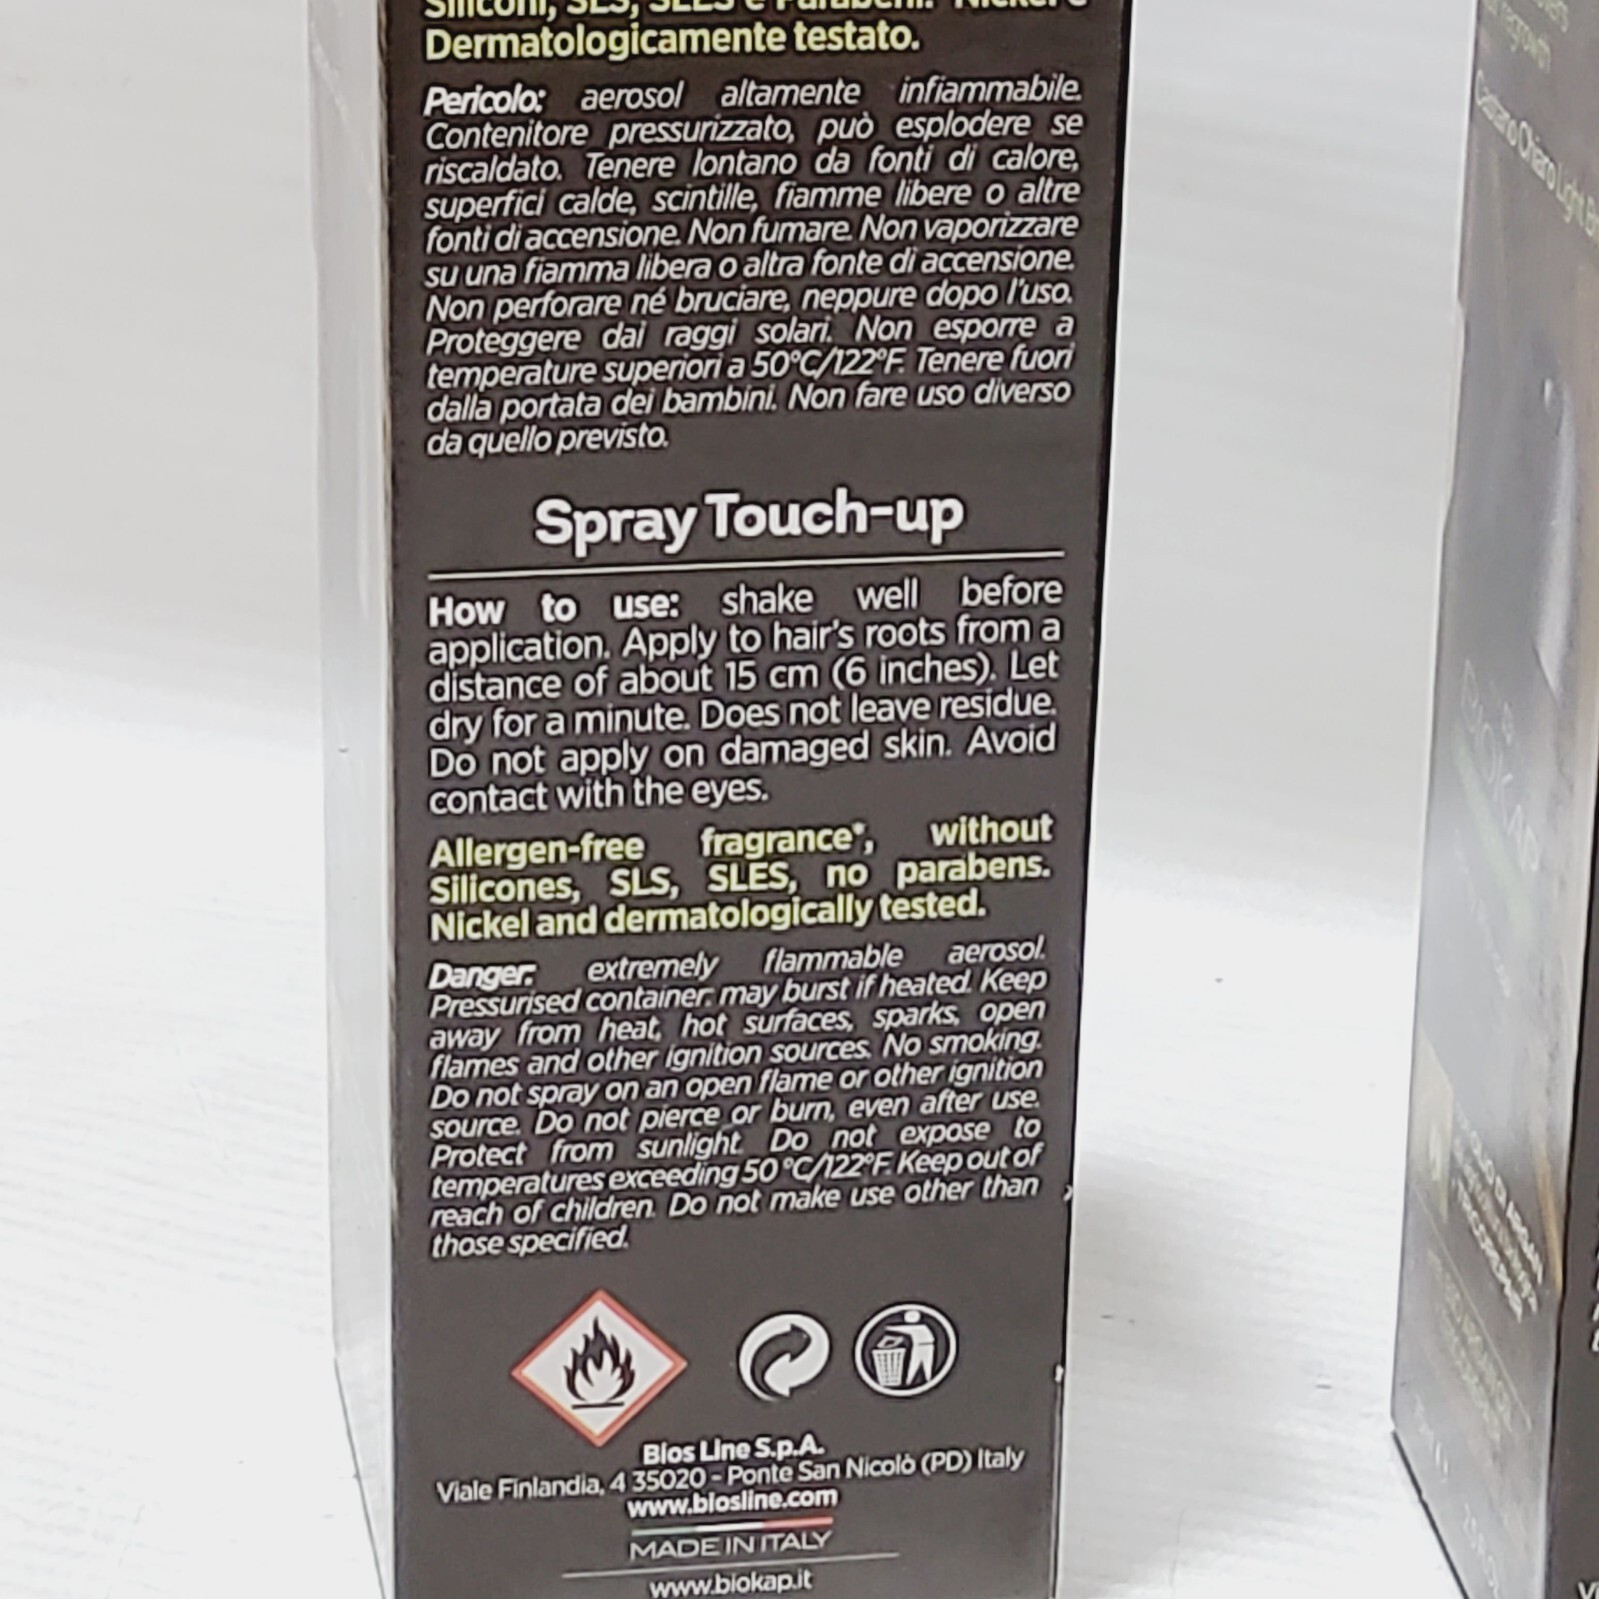 Siliconi, SLS, SLES e Parabeni. Nickel e
Dermatologicamente testato.
Pericolo: aerosol altamente infiammabile.
Contenitore pressurizzato, può esplodere se
riscaldato. Tenere lontano da fonti di calore,
superfici calde, scintille, fiamme libere o altre
fonti di accensione. Non fumare. Non vaporizzare
su una fiamma libera o altra fonte di accensione.
Non perforare né bruciare, neppure dopo l'uso.
Proteggere dai raggi solari. Non esporre a
temperature superiori a 50°C/122°F. Tenere fuori
dalla portata dei bambini. Non fare uso diverso
da quello previsto.
Spray Touch-up
How to use: shake well before
application. Apply to hair's roots from a
distance of about 15 cm (6 inches). Let
dry for a minute. Does not leave residue.
Do not apply on damaged skin. Avoid
contact with the eyes.
Allergen-free fragrance*, without
Silicones, SLS, SLES, no parabens.
Nickel and dermatologically tested.
Danger: extremely flammable aerosol.
Pressurised container: may burst if heated. Keep
away from heat, hot surfaces, sparks, open
flames and other ignition sources. No smoking.
Do not spray on an open flame or other ignition
source. Do not pierce or burn, even after use.
Protect from sunlight. Do not expose to
temperatures exceeding 50 °C/122°F. Keep out of
reach of children. Do not make use other than
those specified.
Bios Line S.p.A.
Viale Finlandia, 4 35020 - Ponte San Nicolò (PD) Italy
www.biosline.com
MADE IN ITALY
www.biokap.it
regrowth
Castano Chiaro Light
BIOKAP